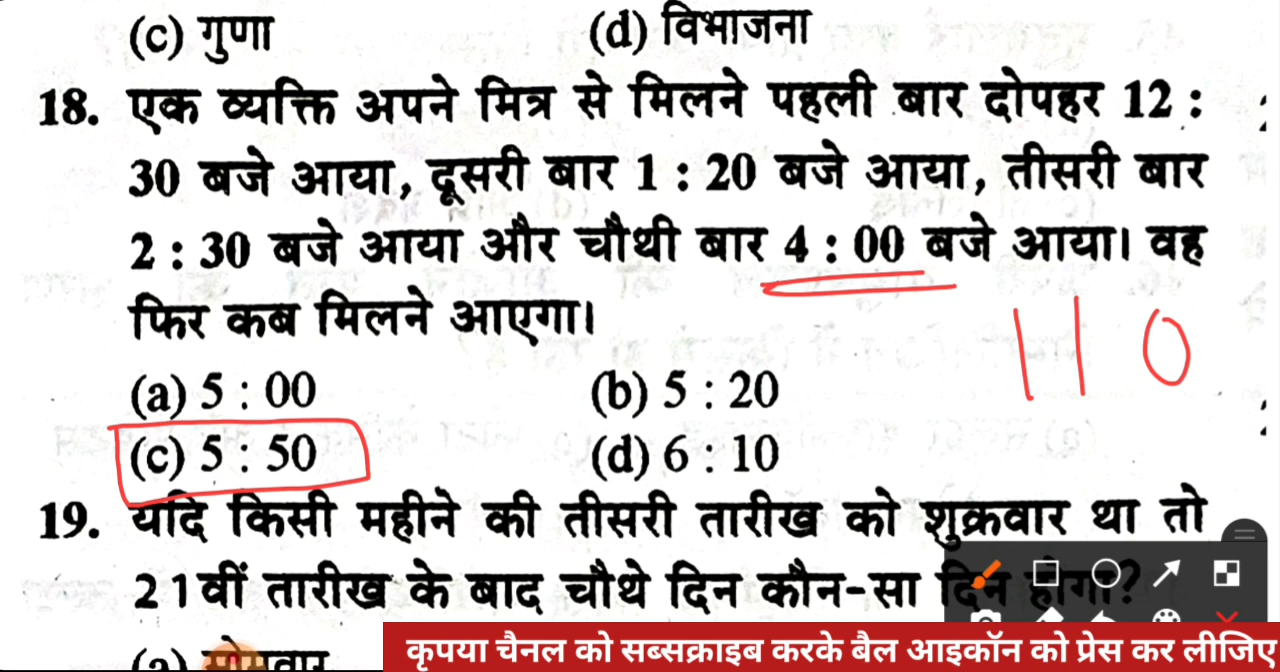 (c) गुणा (d) विभाजना
18. एक व्यक्ति अपने मित्र से मिलने पहली बार दोपहर 12 :
30 बजे आया, दूसरी बार 1 : 20 बजे आया, तीसरी बार
2 : 30 बजे आया और चौथी बार 4 : 00 बजे आया। वह
फिर कब मिलने आएगा।
110
(a) 5 : 00 (b) 5 : 20
(c) 5 : 50 (d) 6 : 10
19. यदि किसी महीने की तीसरी तारीख को शुक्रवार था तो
21वीं तारीख के बाद चौथे दिन कौन-सा दिन होगा?
(a) सोमवार
कृपया चैनल को सब्सक्राइब करके बैल आइकॉन को प्रेस कर लीजिए